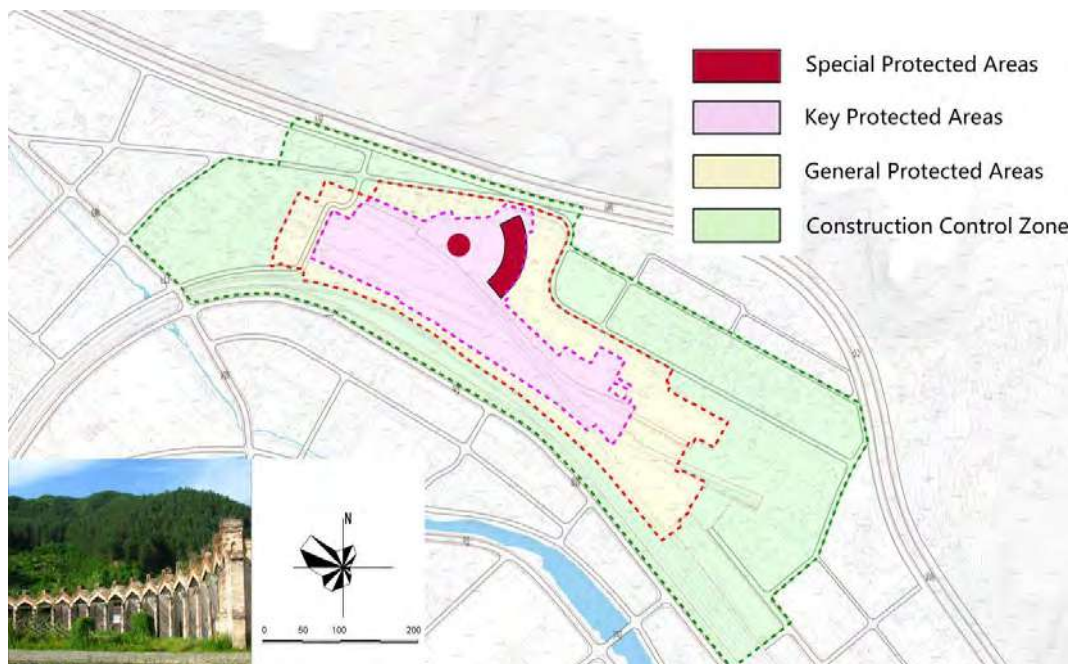 Special Protected Areas
Key Protected Areas
General Protected Areas
Construction Control Zone
N
0 50 100 200